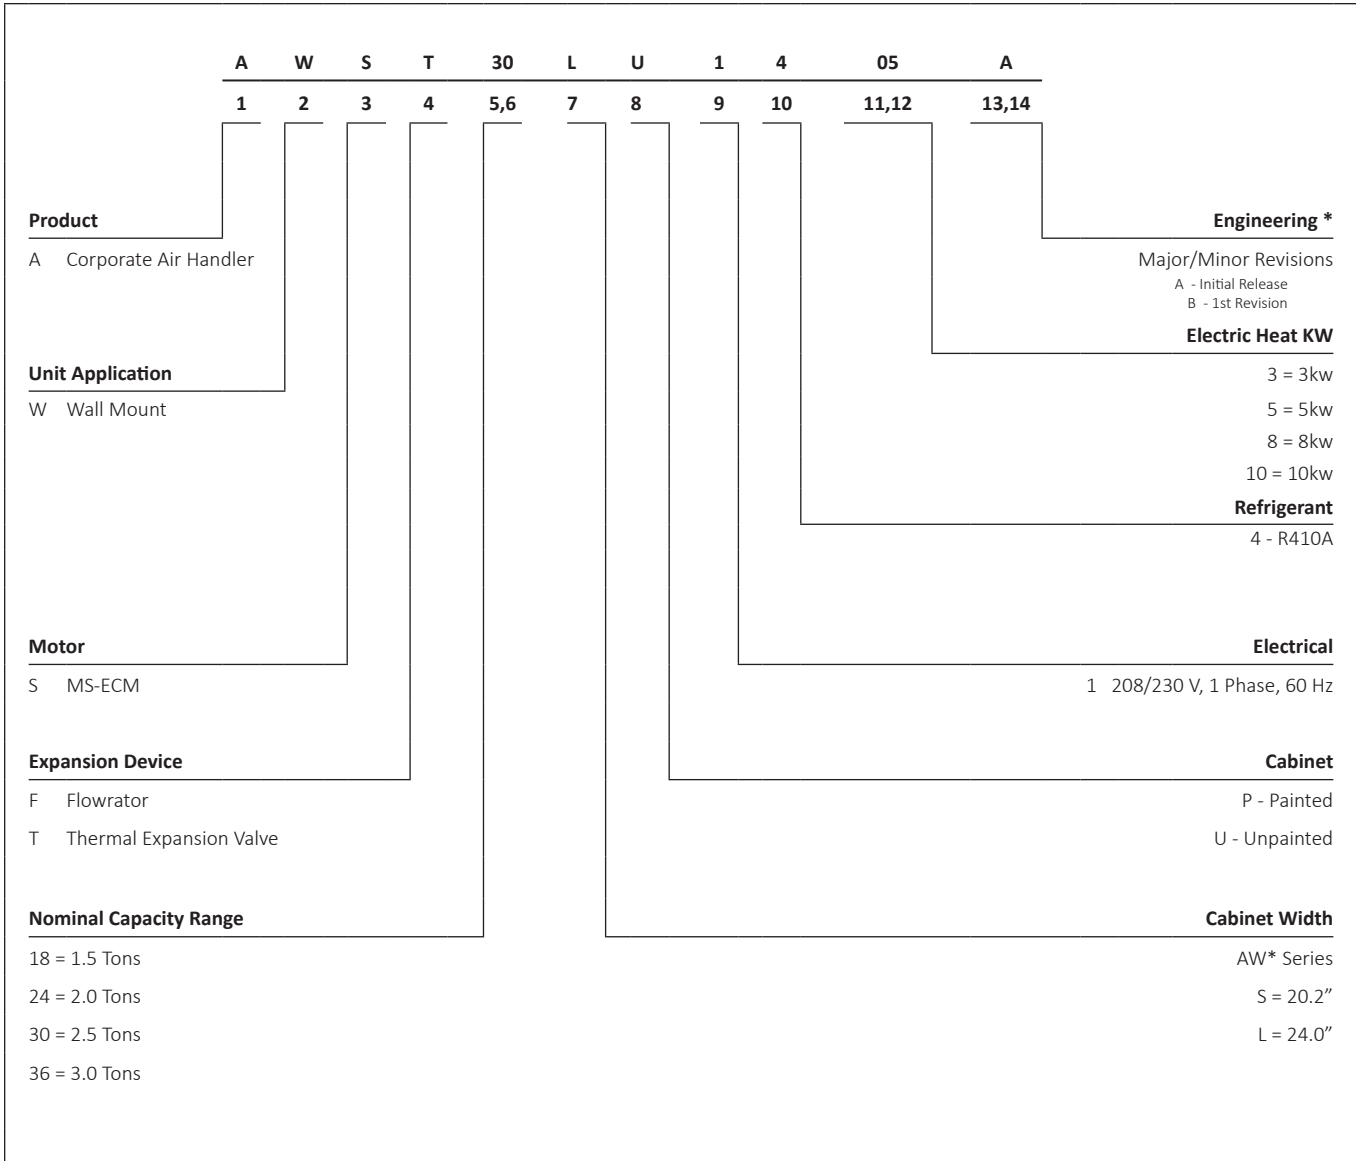 A W S T 30 L U 1 4 05 A
1 2 3 4 5,6 7 8 9 10 11,12 13,14
Product
A Corporate Air Handler
Unit Application
W Wall Mount
Motor
S MS-ECM
Expansion Device
F Flowrator
T Thermal Expansion Valve
Nominal Capacity Range
18 = 1.5 Tons
24 = 2.0 Tons
30 = 2.5 Tons
36 = 3.0 Tons
Engineering *
Major/Minor Revisions
A - Initial Release
B - 1st Revision
Electric Heat KW
3 = 3kw
5 = 5kw
8 = 8kw
10 = 10kw
Refrigerant
4 - R410A
Electrical
1 208/230 V, 1 Phase, 60 Hz
Cabinet
P - Painted
U - Unpainted
Cabinet Width
AW* Series
S = 20.2”
L = 24.0”